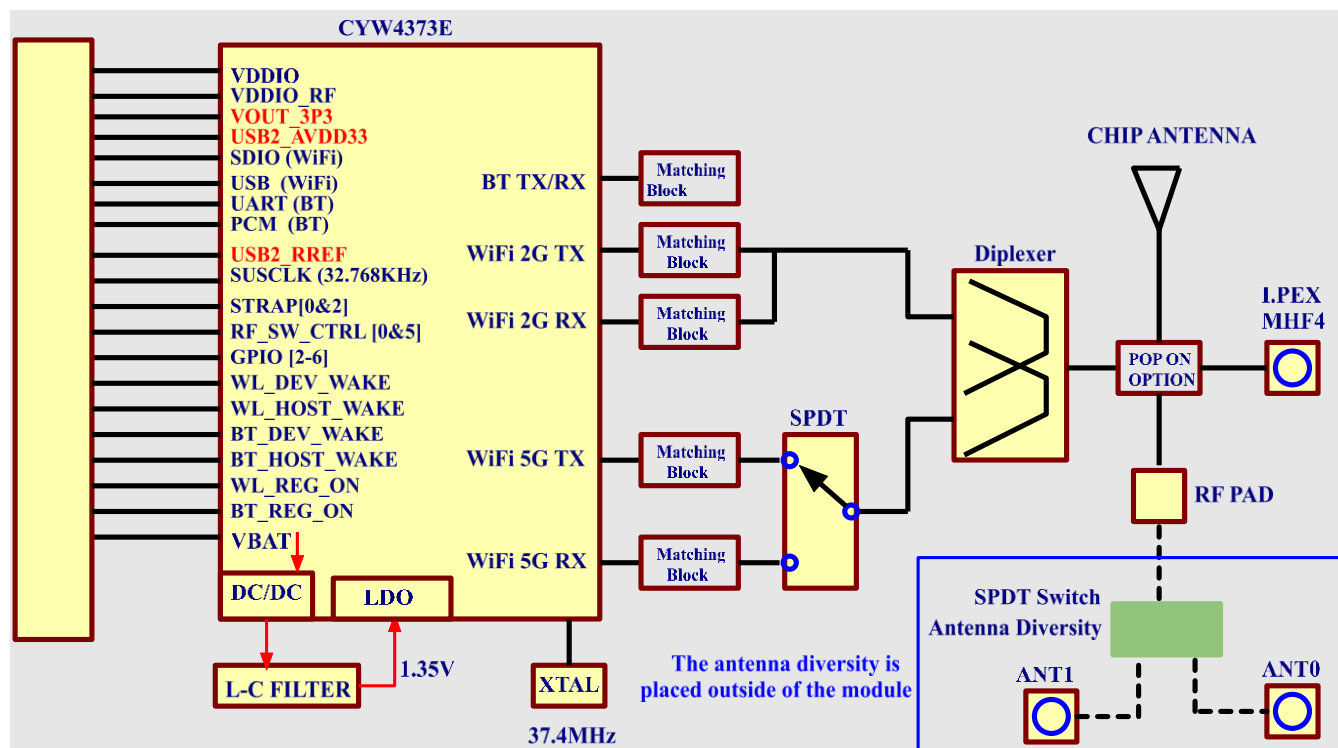 CYW4373E
VDDIO
VDDIO_RF
VOUT_3P3
USB2_AVDD33
SDIO (WiFi)
USB (WiFi)
UART (BT)
PCM (BT)
USB2_RREF
SUSCLK (32.768KHz)
STRAP[0&2]
RF_SW_CTRL [0&5]
GPIO [2-6]
WL_DEV_WAKE
WL_HOST_WAKE
BT_DEV_WAKE
BT_HOST_WAKE
WL_REG_ON
BT_REG_ON
VBAT
DC/DC
LDO
L-C FILTER
1.35V
XTAL
37.4MHz
BT TX/RX
WiFi 2G TX
WiFi 2G RX
WiFi 5G TX
WiFi 5G RX
Matching
Block
Matching
Block
Matching
Block
Matching
Block
Matching
Block
SPDT
Diplexer
CHIP ANTENNA
POP ON
OPTION
I.PEX
MHF4
RF PAD
SPDT Switch
Antenna Diversity
ANT1
ANT0
The antenna diversity is
placed outside of the module